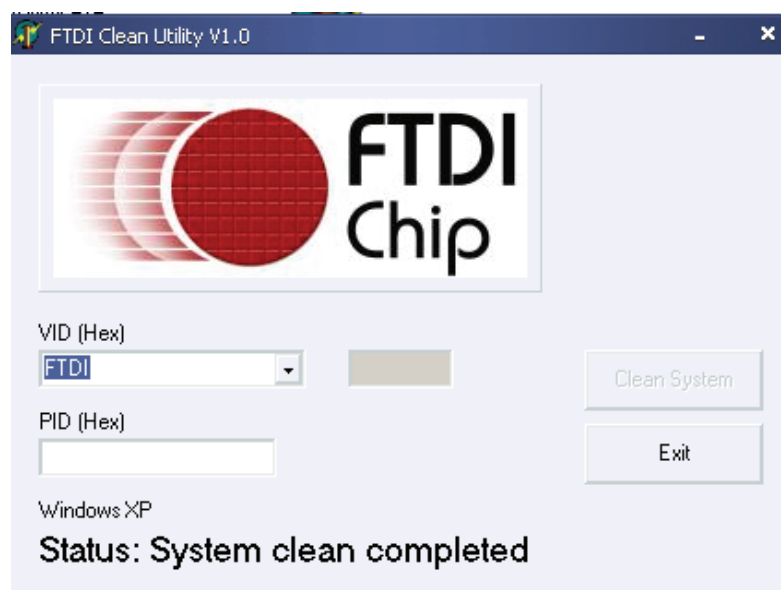 FTDI Clean Utility V1.0
FTDI
Chip
VID (Hex)
FTDI
Clean System
PID (Hex)
Exit
Windows XP
Status: System clean completed